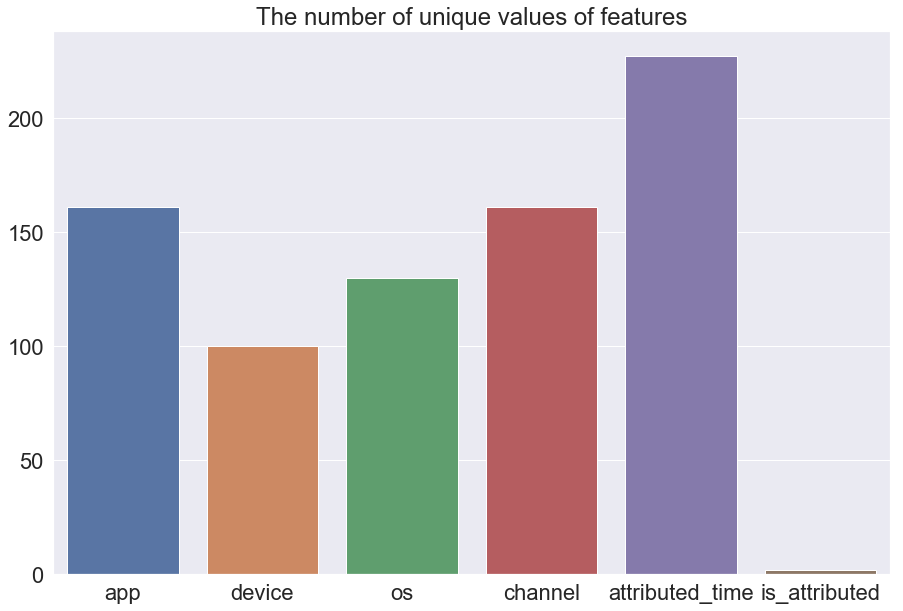 The number of unique values of features
200
150
100
50
0
app device os channel attributed_time is_attributed